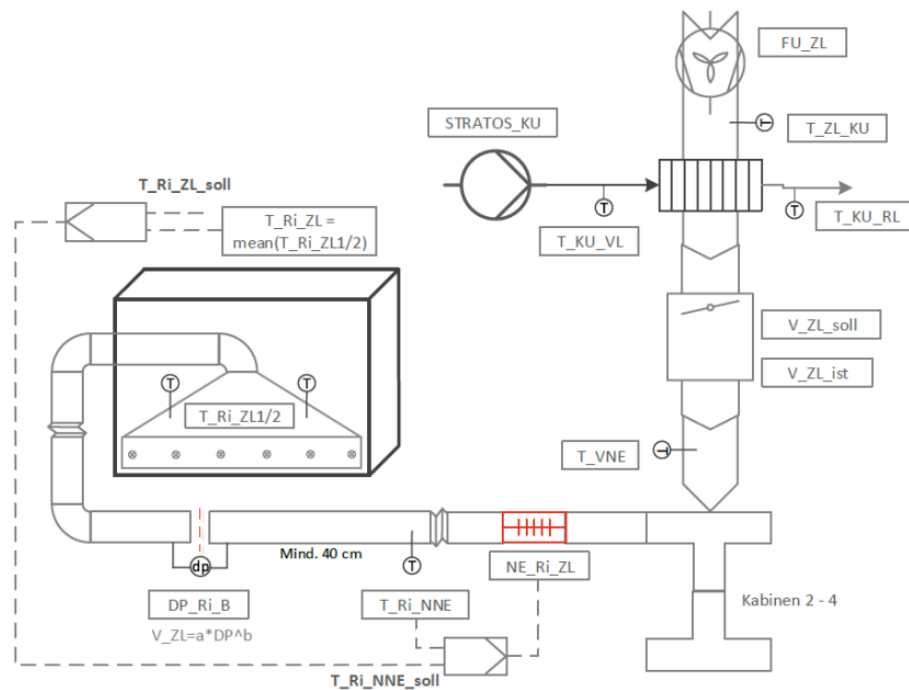 FU_ZL
STRATOS_KU
T
T_ZL_KU
T_Ri_ZL_soll
T_Ri_ZL =
mean(T_Ri_ZL1/2)
T
T_KU_VL
T
T_KU_RL
V_ZL_soll
V_ZL_ist
T
T
T_Ri_ZL1/2
T
T_VNE
Mind. 40 cm
dp
T
NE_Ri_ZL
DP_Ri_B
T_Ri_NNE
Kabinen 2 - 4
V_ZL=a*DP^b
T_Ri_NNE_soll